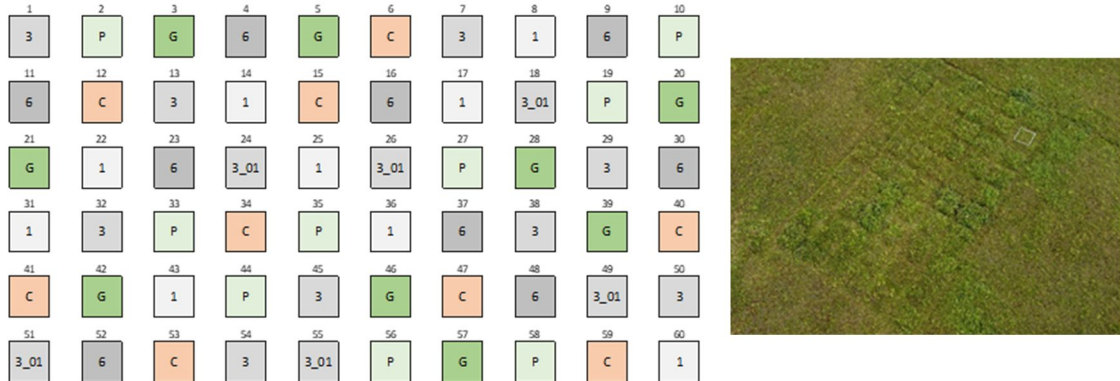 1 2 3 4 5 6 7 8 9 10
3 P G 6 G C 3 1 6 P
11 12 13 14 15 16 17 18 19 20
6 C 3 1 C 6 1 3_01 P G
21 22 23 24 25 26 27 28 29 30
G 1 6 3_01 1 3_01 P G 3 6
31 32 33 34 35 36 37 38 39 40
1 3 P C P 1 6 3 G C
41 42 43 44 45 46 47 48 49 50
C G 1 P 3 G C 6 3_01 3
51 52 53 54 55 56 57 58 59 60
3_01 6 C 3 3_01 P G P C 1